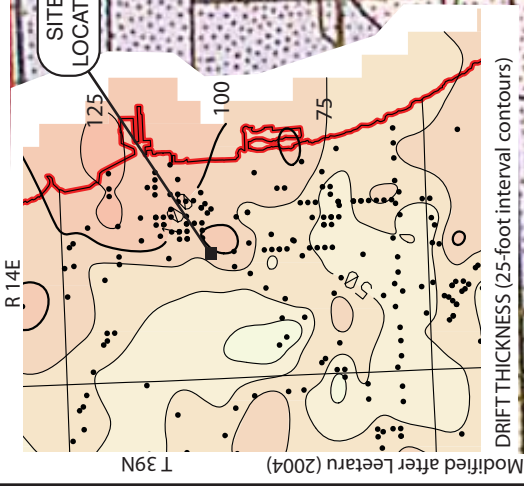 SITE
LOCAT
125
100
75
50
R 14E
T 39N
DRIFT THICKNESS (25-foot interval contours)
Modified after Leetaru (2004)